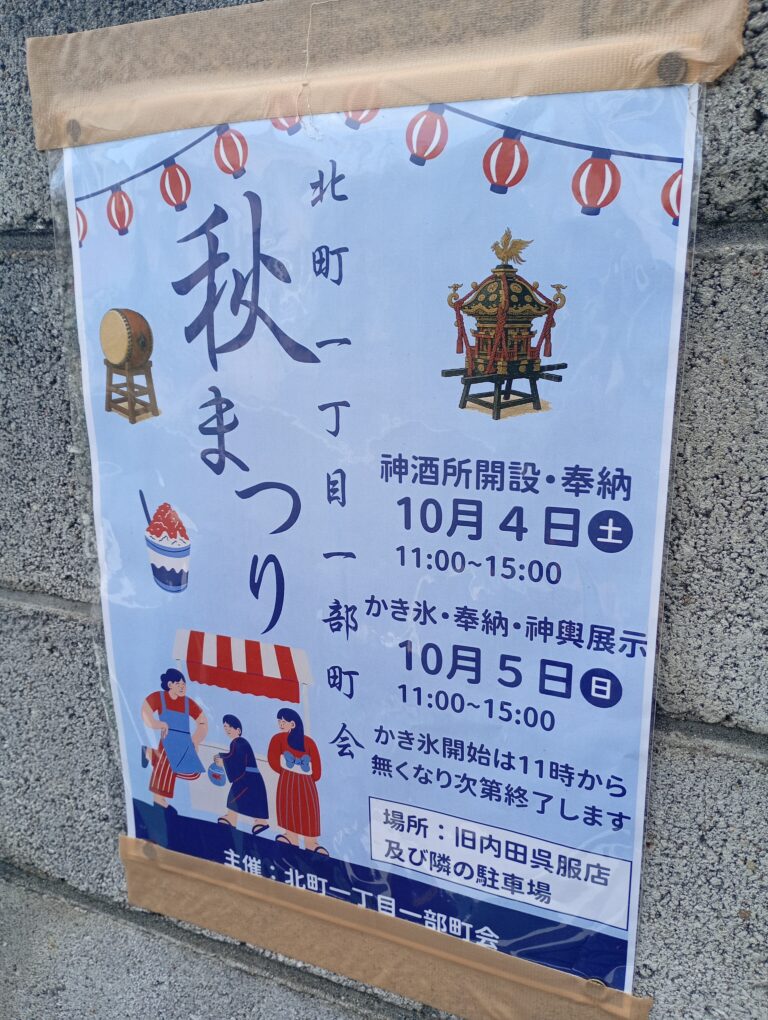 北町一丁目一部町会
秋まつり
神酒所開設・奉納
10月4日土
11:00~15:00
かき氷・奉納・神輿展示
10月5日日
11:00~15:00
かき氷開始は11時から
無くなり次第終了します
場所：旧内田呉服店
及び隣の駐車場
主催：北町一丁目一部町会